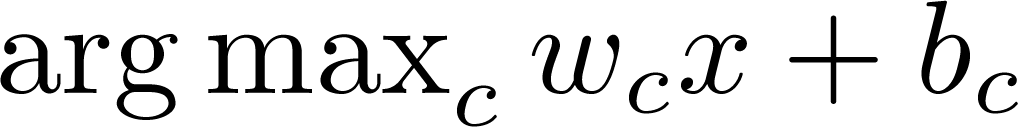 arg max_c w_c x + b_c